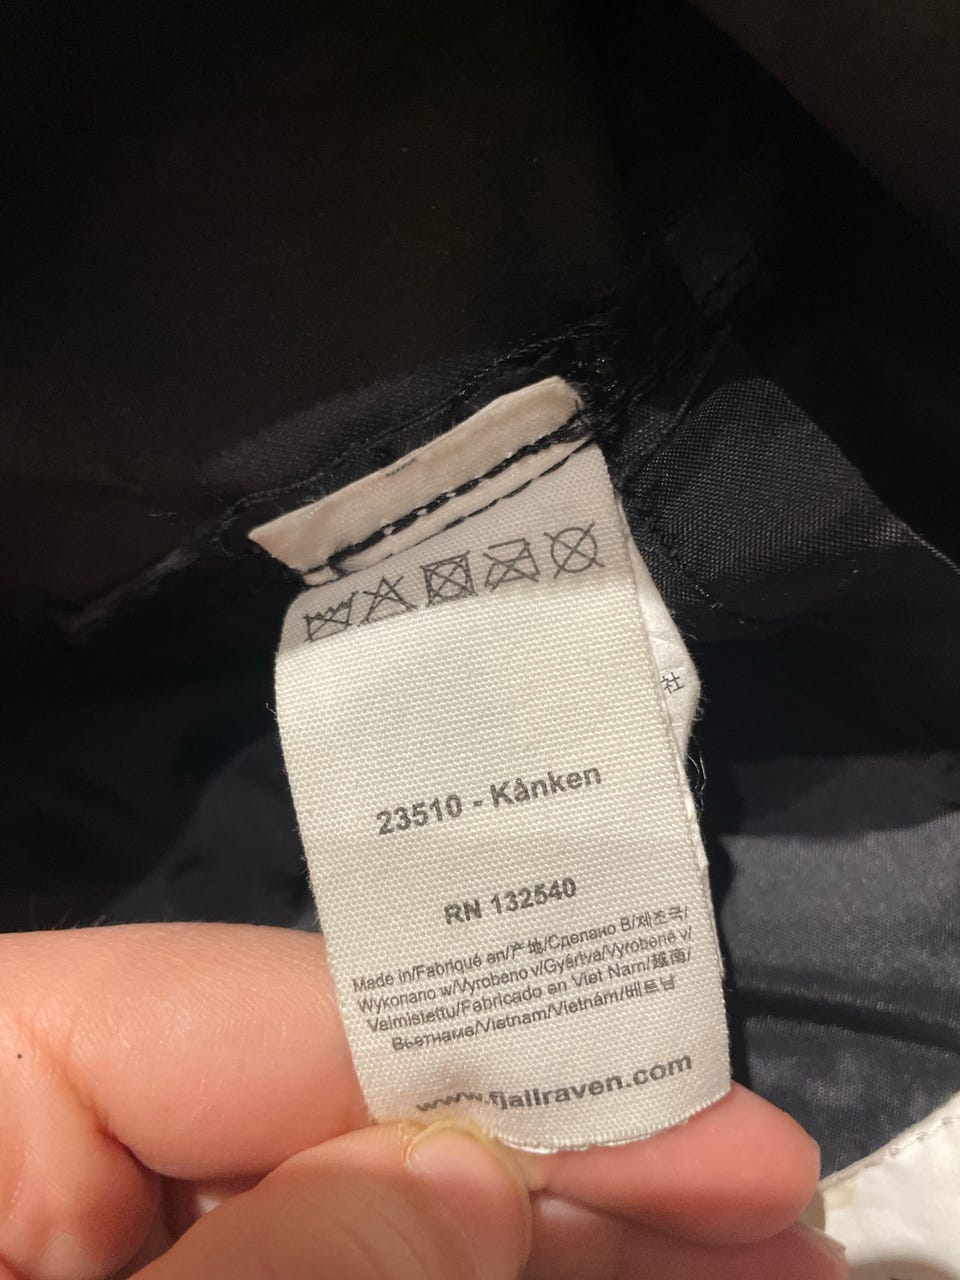 社
23510 - Kånken
RN 132540
Made in/Fabriqué en/产地/Сделано В/제조국/
Wykonano w/Vyrobeno v/Gyártva/Vyrobené v/
Valmistettu/Fabricado en Viet Nam/越南/
Вьетнаме/Vietnam/Vietnám/베트남
www.fjallraven.com